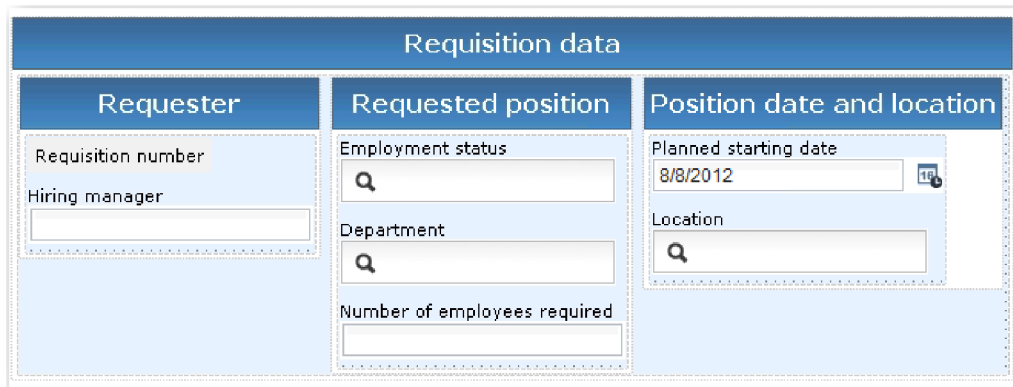 Requisition data
Requester
Requisition number
Hiring manager
Requested position
Employment status
Department
Number of employees required
Position date and location
Planned starting date
8/8/2012
16
Location